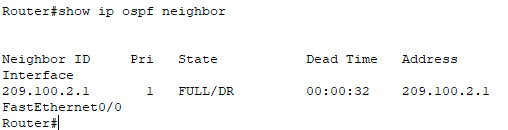 Router#show ip ospf neighbor
Neighbor ID Pri State Dead Time Address
Interface
209.100.2.1 1 FULL/DR 00:00:32 209.100.2.1
FastEthernet0/0
Router#